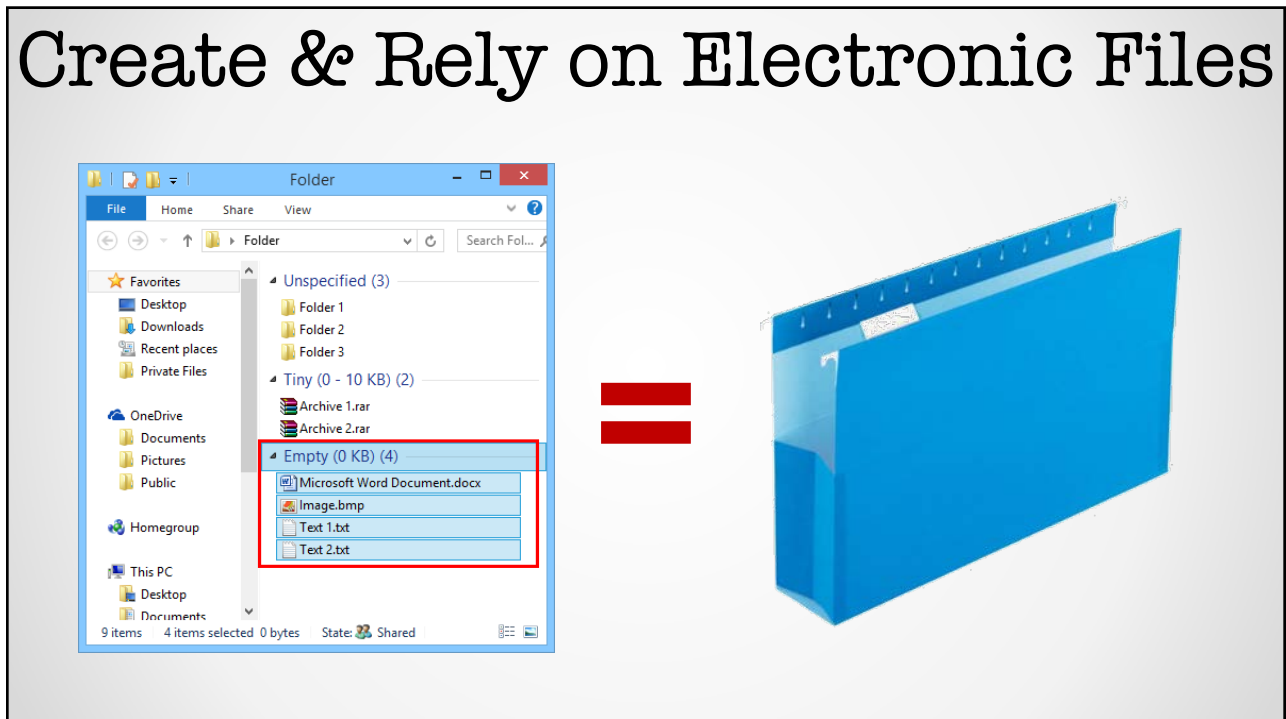 Create & Rely on Electronic Files
Folder
File Home Share View
Folder Search Fol...
Favorites
Desktop
Downloads
Recent places
Private Files
OneDrive
Documents
Pictures
Public
Homegroup
This PC
Desktop
Documents
Unspecified (3)
Folder 1
Folder 2
Folder 3
Tiny (0 - 10 KB) (2)
Archive 1.rar
Archive 2.rar
Empty (0 KB) (4)
Microsoft Word Document.docx
Image.bmp
Text 1.txt
Text 2.txt
9 items 4 items selected 0 bytes State: Shared